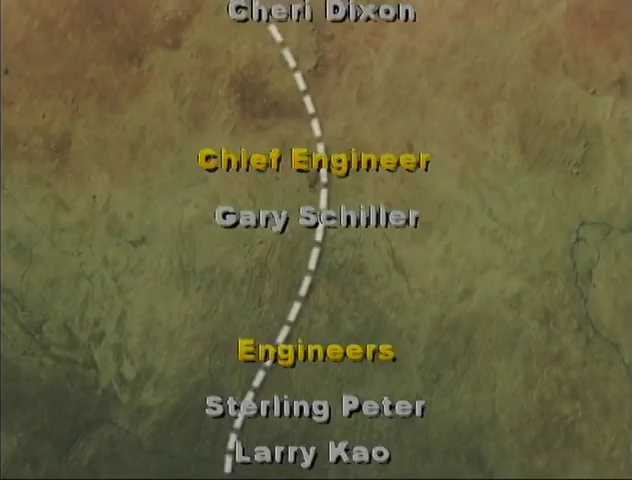 Cheri Dixon
Chief Engineer
Gary Schiller
Engineers
Sterling Peter
Larry Kao